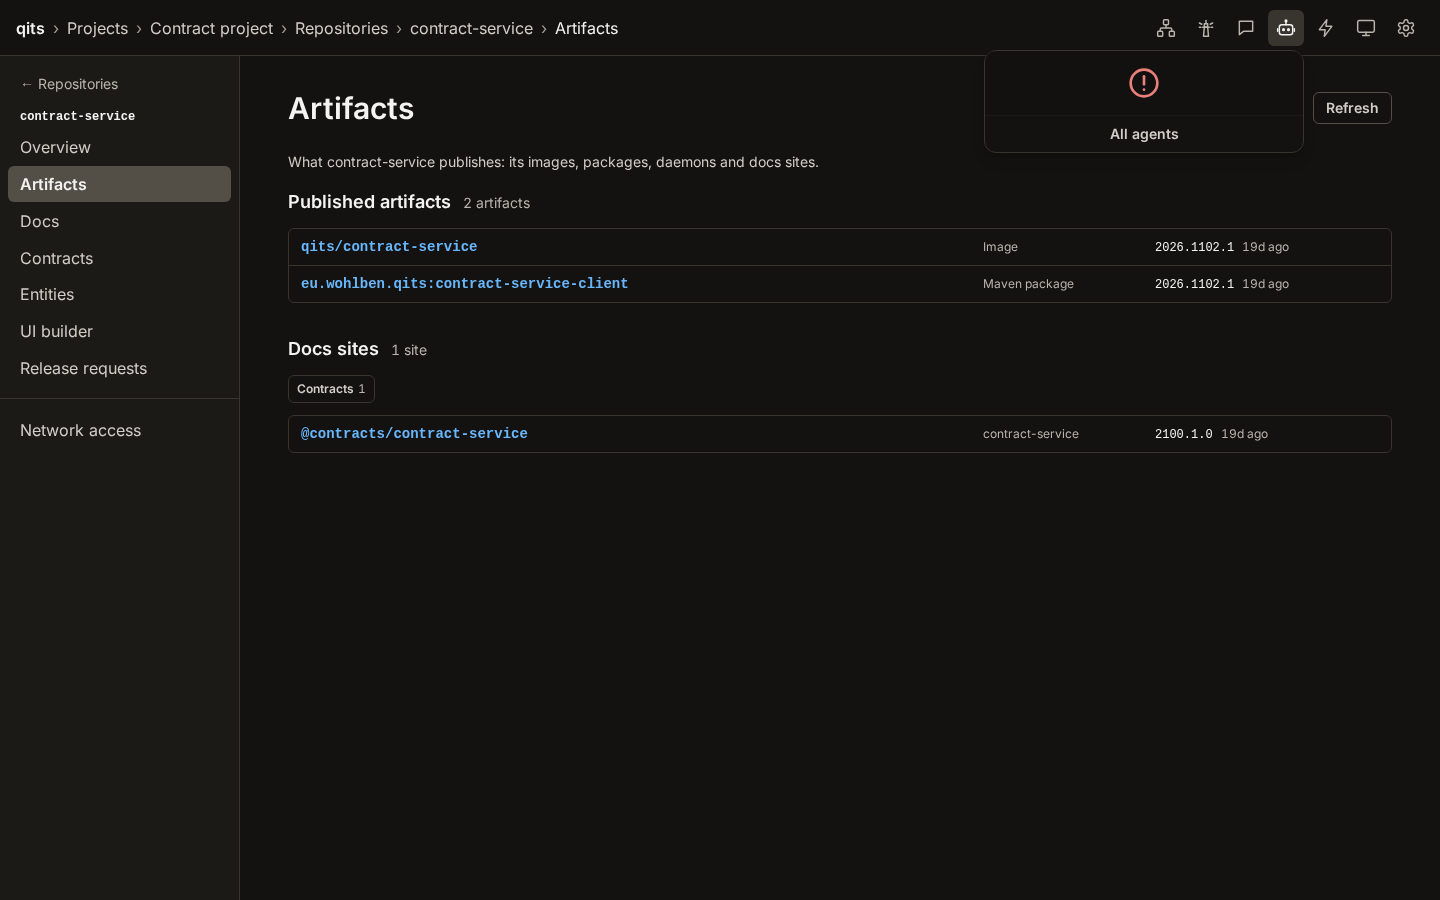 qits › Projects › Contract project › Repositories › contract-service › Artifacts
← Repositories
contract-service
Overview
Artifacts
Docs
Contracts
Entities
UI builder
Release requests
Network access
All agents
Artifacts
Refresh
What contract-service publishes: its images, packages, daemons and docs sites.
Published artifacts 2 artifacts
qits/contract-service Image 2026.1102.1 19d ago
eu.wohlben.qits:contract-service-client Maven package 2026.1102.1 19d ago
Docs sites 1 site
Contracts 1
@contracts/contract-service contract-service 2100.1.0 19d ago